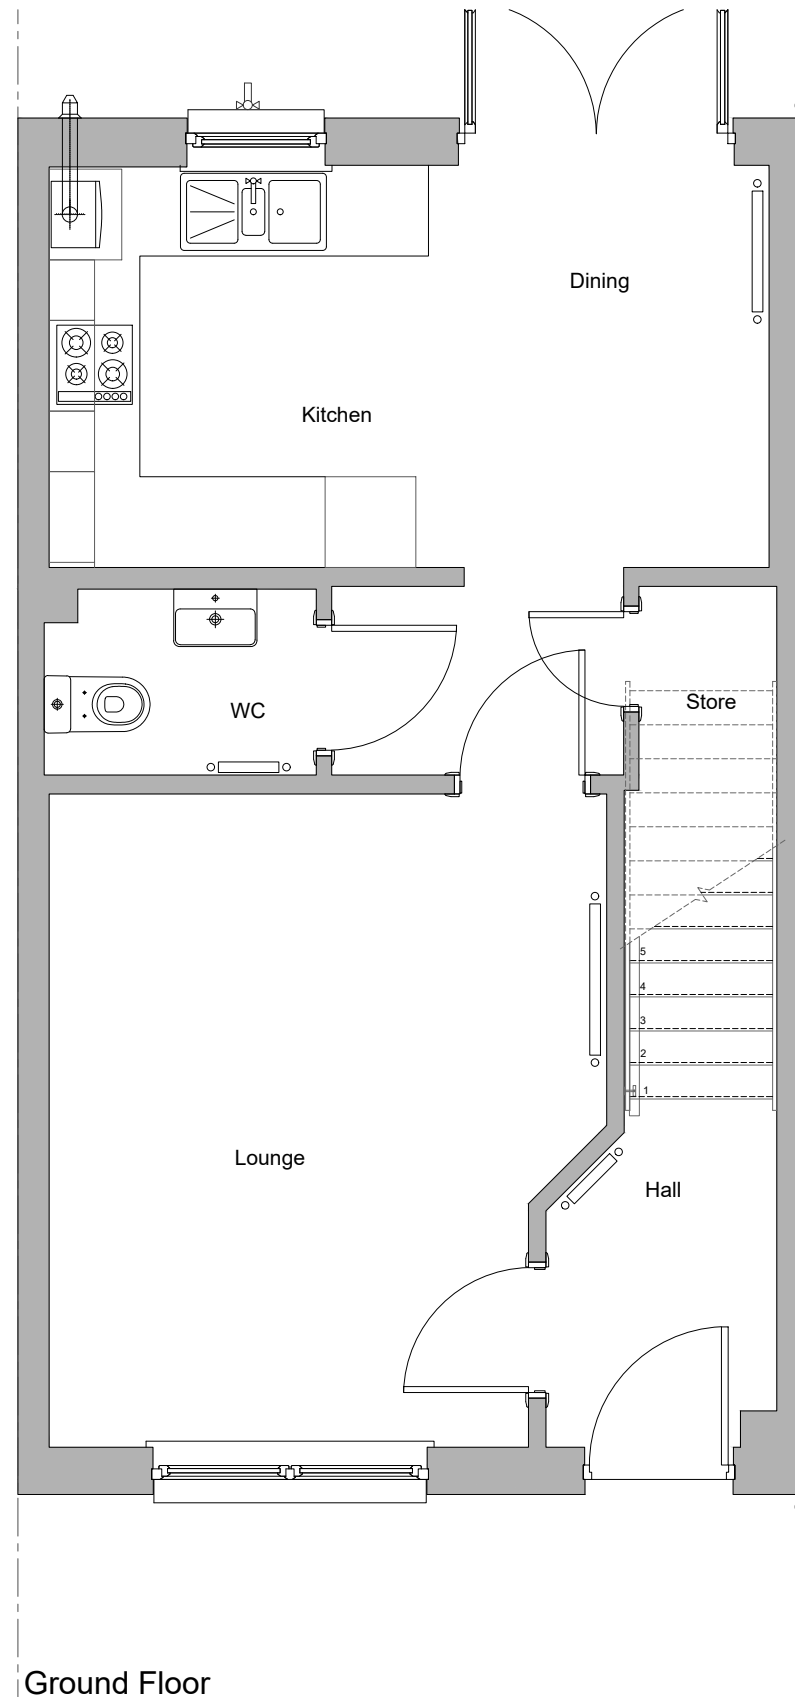 Dining
Kitchen
Store
WC
5
4
3
2
1
Lounge
Hall
Ground Floor